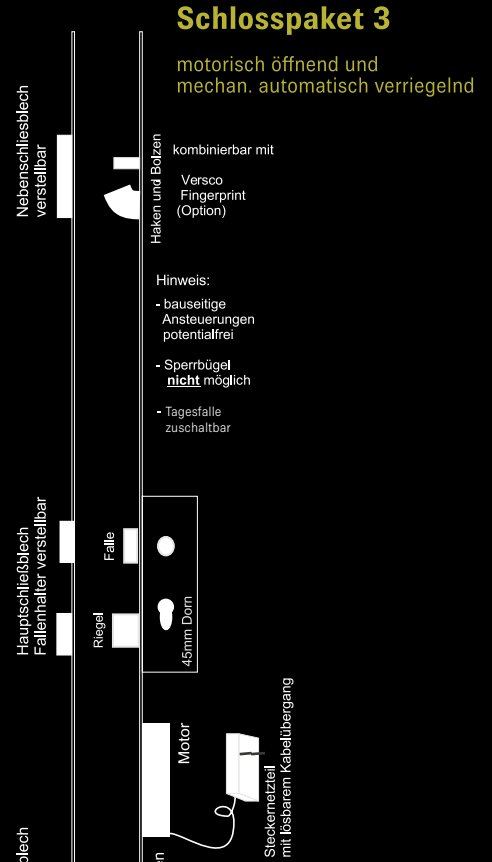 Schlosspaket 3
motorisch öffnend und
mechan. automatisch verriegelnd
Nebenschliesblech
verstellbar
Haken und Bolzen
kombinierbar mit
Versco
Fingerprint
(Option)
Hinweis:
- bauseitige
Ansteuerungen
potentialfrei
- Sperrbügel
nicht möglich
- Tagesfalle
zuschaltbar
Hauptschließblech
Fallenhalter verstellbar
Falle
Riegel
45mm Dorn
Motor
Steckernetzteil
mit lösbarem Kabelübergang